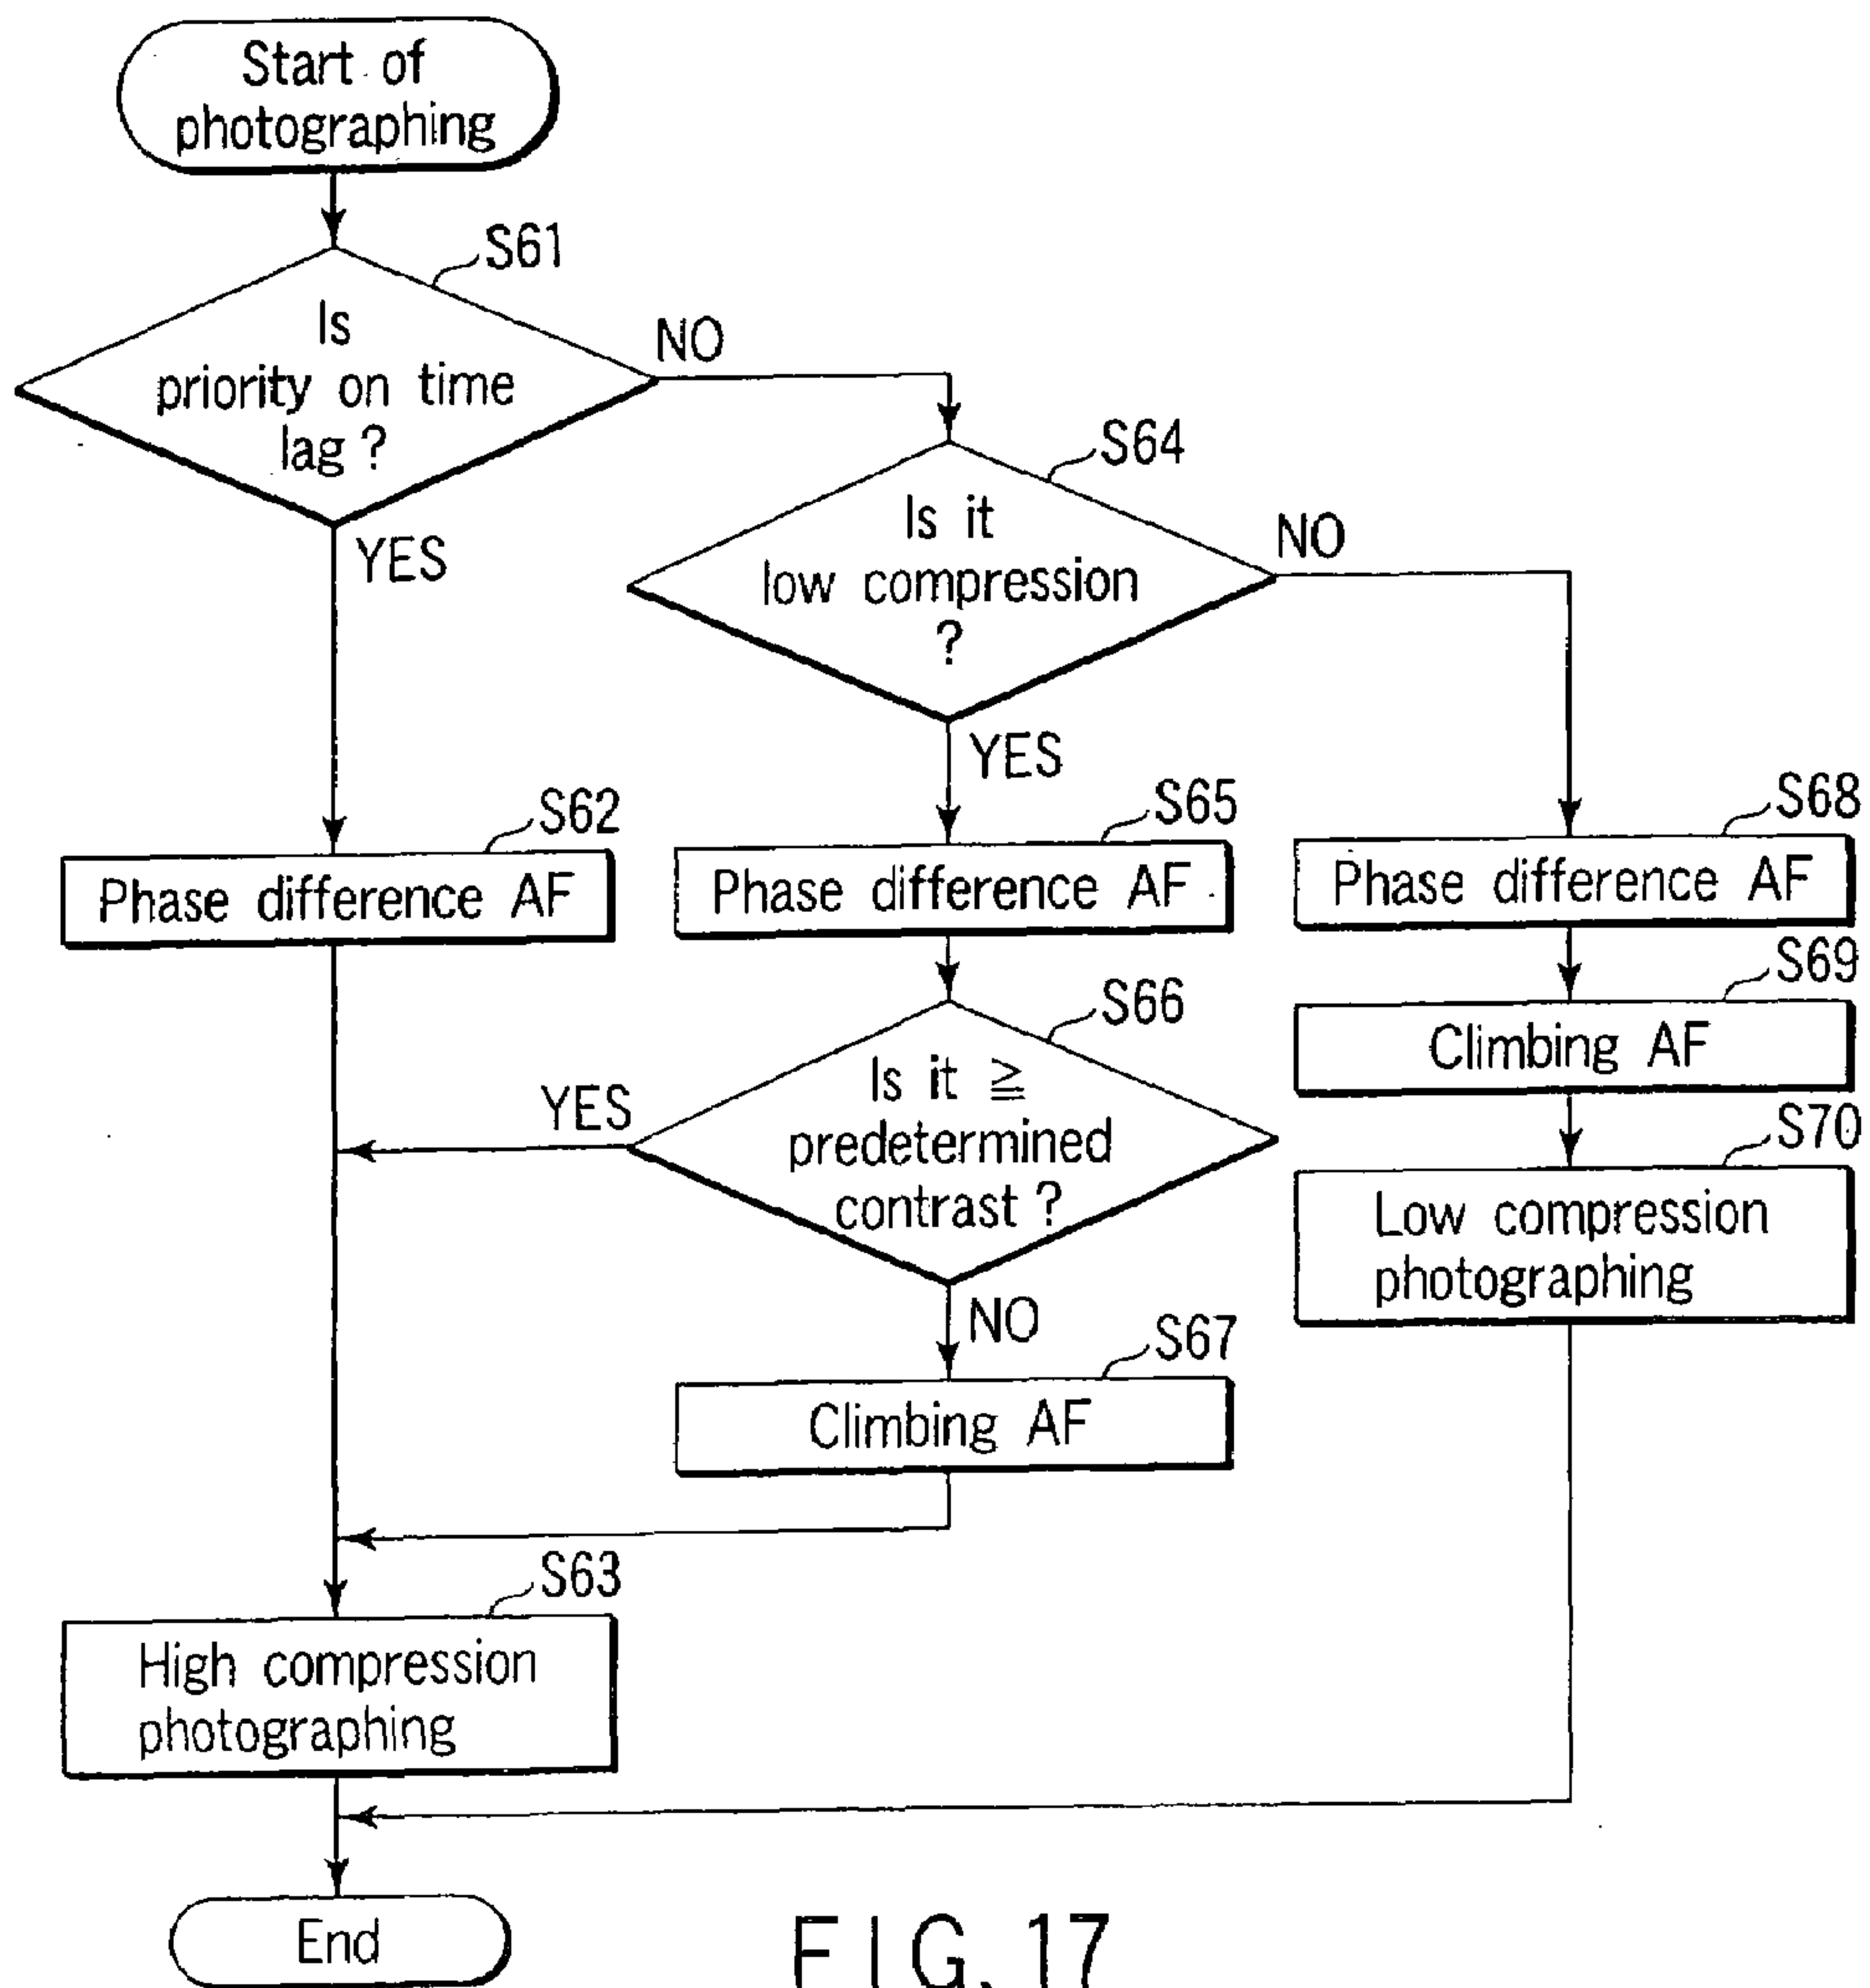 Start of
photographing
S61
Is
priority on time
lag ?
NO
YES
S64
Is it
low compression
?
NO
YES
S62
Phase difference AF
S65
Phase difference AF
S68
Phase difference AF
S66
Is it ≧
predetermined
contrast ?
YES
NO
S69
Climbing AF
S70
Low compression
photographing
S67
Climbing AF
S63
High compression
photographing
End
FIG. 17